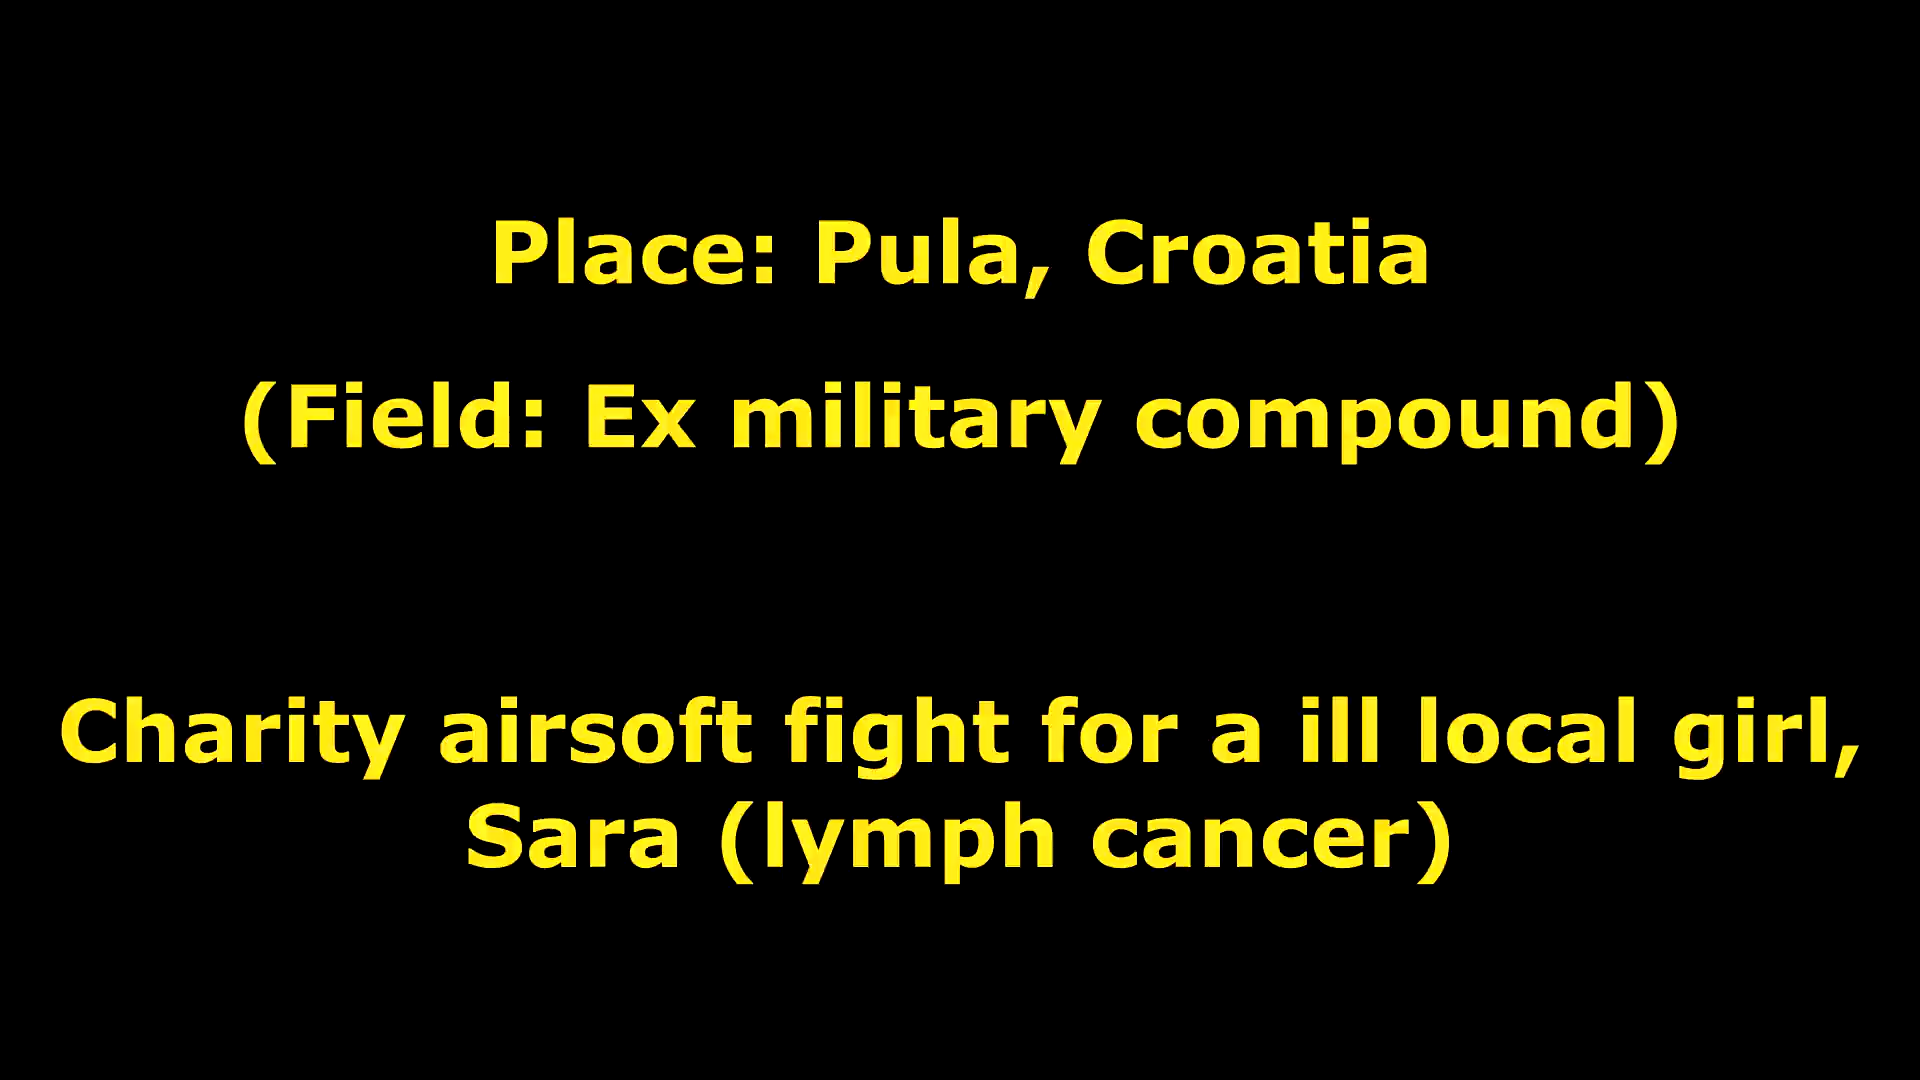 Place: Pula, Croatia
(Field: Ex military compound)
Charity airsoft fight for a ill local girl,
Sara (lymph cancer)